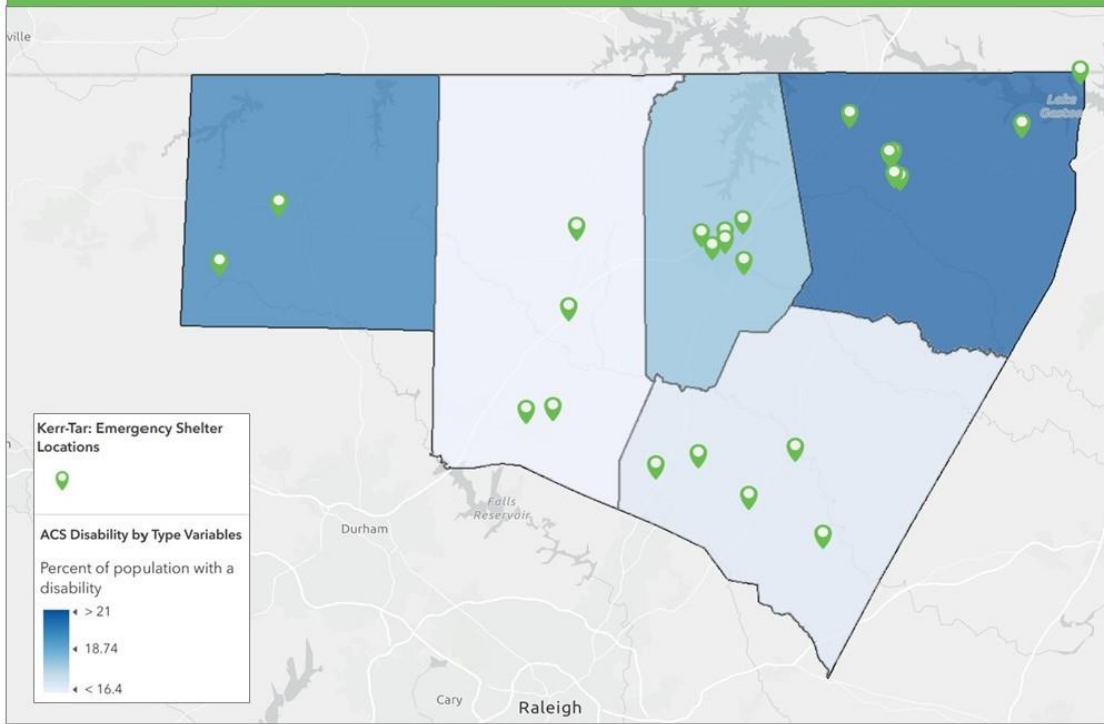 ville
Lake
Gaston
Kerr-Tar: Emergency Shelter
Locations
ACS Disability by Type Variables
Percent of population with a
disability
> 21
18.74
< 16.4
Falls
Reservoir
Durham
Cary
Raleigh